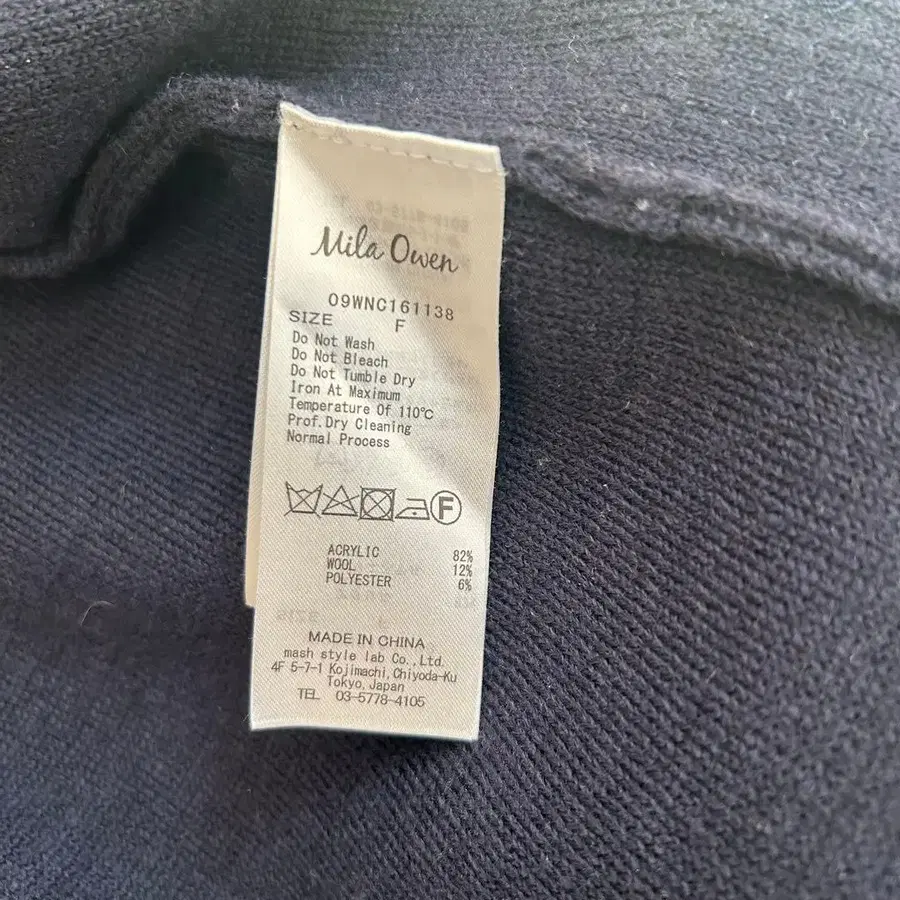 Mila Owen
09WNC161138
SIZE F
Do Not Wash
Do Not Bleach
Do Not Tumble Dry
Iron At Maximum
Temperature Of 110℃
Prof. Dry Cleaning
Normal Process
F
ACRYLIC 82%
WOOL 12%
POLYESTER 6%
MADE IN CHINA
mash style lab Co., Ltd.
4F 5-7-1 Kojimachi, Chiyoda-Ku
Tokyo, Japan
TEL 03-5778-4105